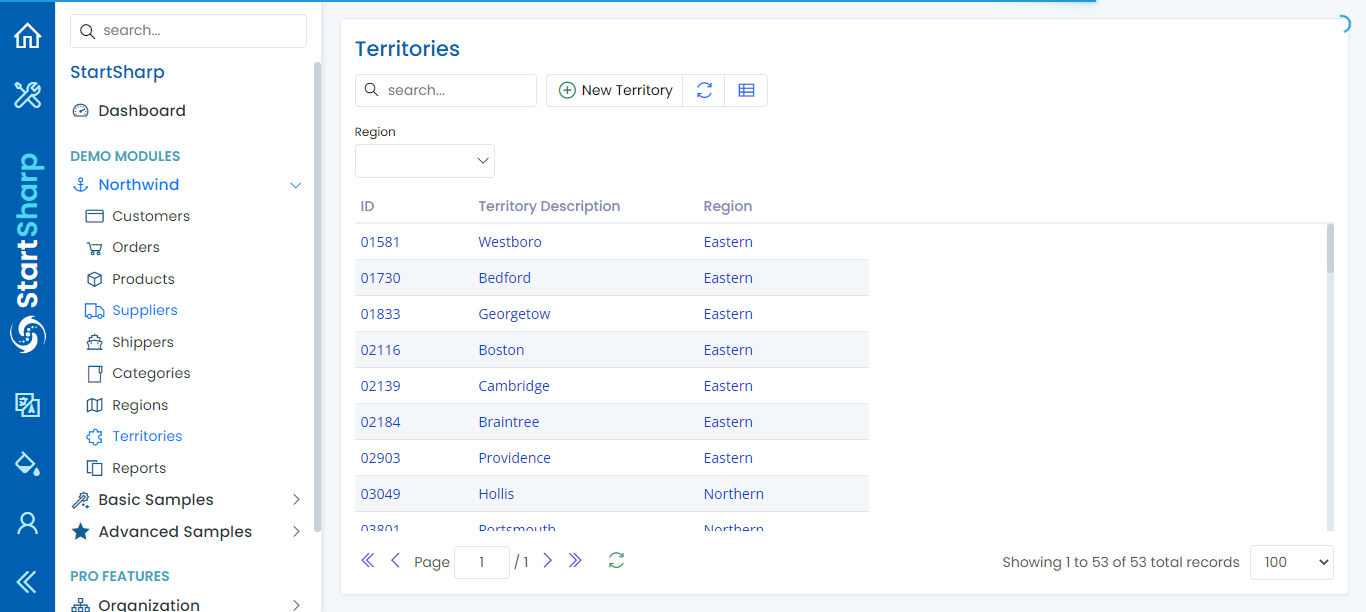 search...
StartSharp
Dashboard
DEMO MODULES
Northwind
Customers
Orders
Products
Suppliers
Shippers
Categories
Regions
Territories
Reports
Basic Samples
Advanced Samples
PRO FEATURES
Organization
StartSharp
Territories
search...
New Territory
Region
ID Territory Description Region
01581 Westboro Eastern
01730 Bedford Eastern
01833 Georgetow Eastern
02116 Boston Eastern
02139 Cambridge Eastern
02184 Braintree Eastern
02903 Providence Eastern
03049 Hollis Northern
03801 Portsmouth Northern
Page 1 / 1
Showing 1 to 53 of 53 total records 100